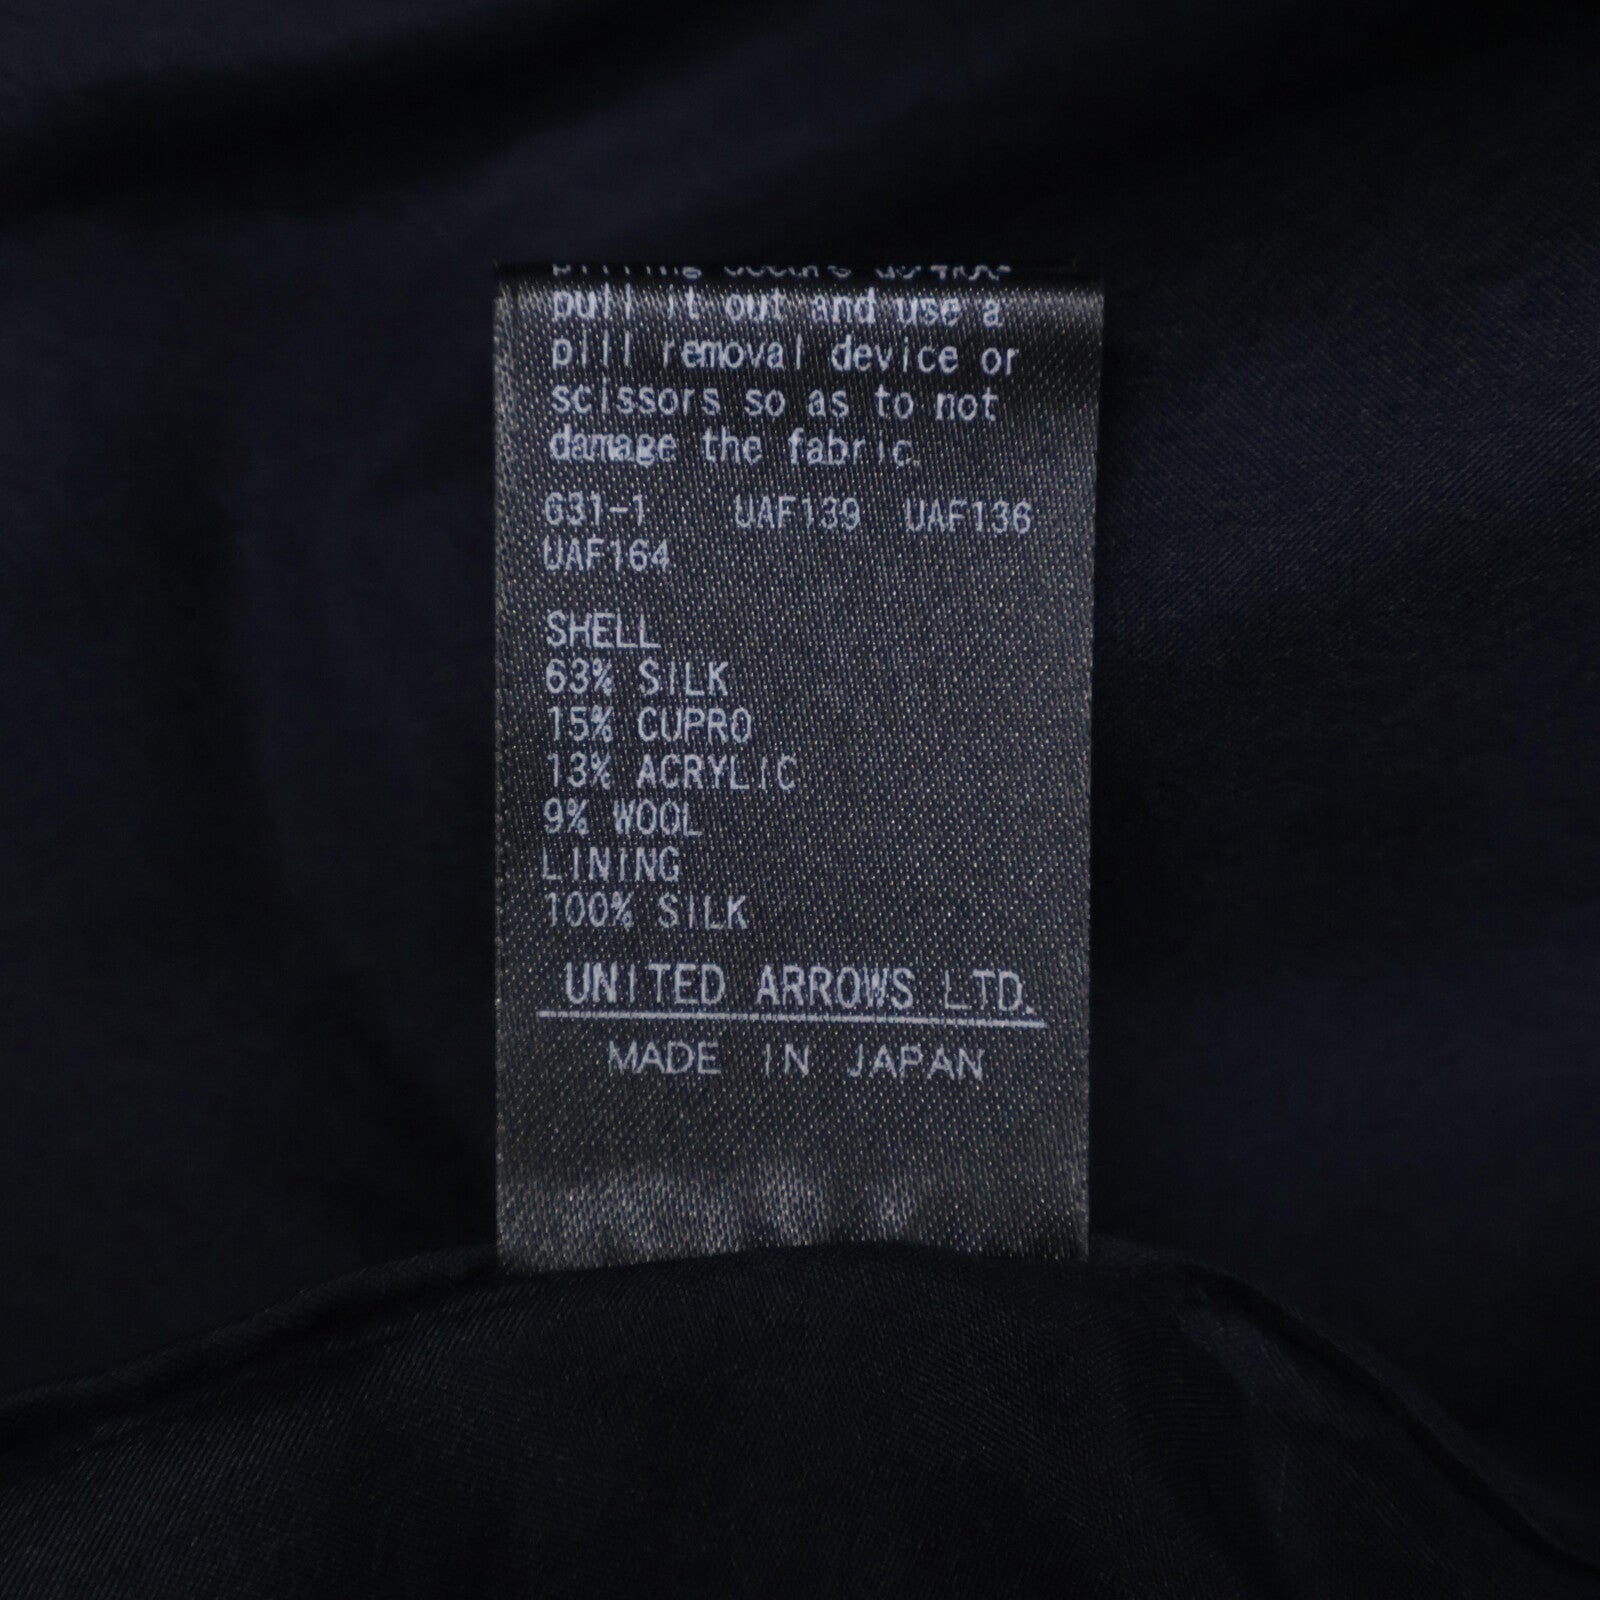 pull it out and use a
pill removal device or
scissors so as to not
damage the fabric.
G31-1 UAF139 UAF136
UAF164
SHELL
63% SILK
15% CUPRO
13% ACRYLIC
9% WOOL
LINING
100% SILK
UNITED ARROWS LTD.
MADE IN JAPAN